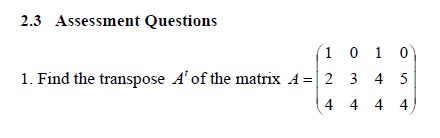 2.3 Assessment Questions
1 0 1 0
1. Find the transpose Aᵗ of the matrix A = 2 3 4 5
4 4 4 4